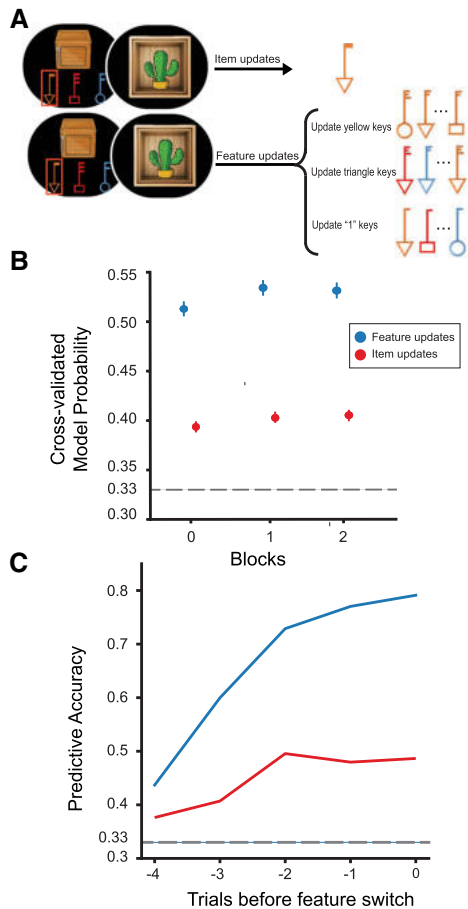 A
Item updates
Feature updates
Update yellow keys
...
Update triangle keys
...
Update “1” keys
...
B
Cross-validated
Model Probability
0.55
0.50
0.45
0.40
0.35
0.33
0.30
Feature updates
Item updates
0 1 2
Blocks
C
Predictive Accuracy
0.8
0.7
0.6
0.5
0.4
0.33
0.3
-4 -3 -2 -1 0
Trials before feature switch